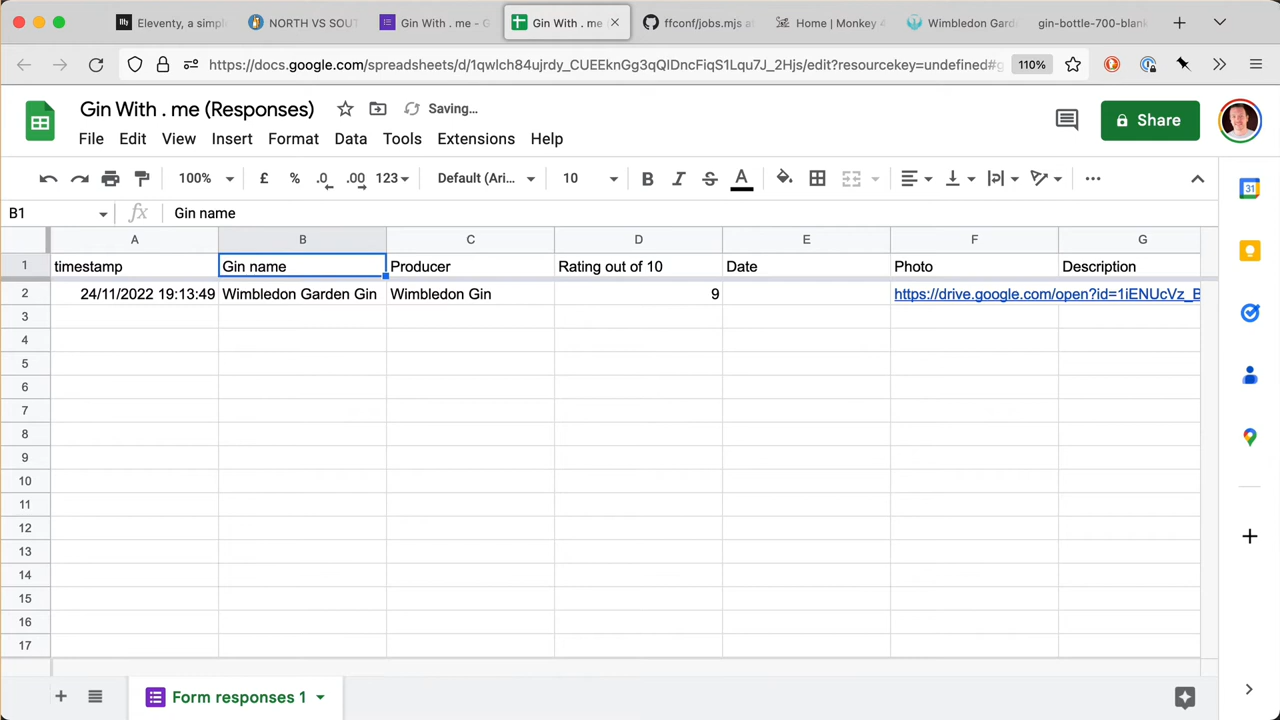 Eleventy, a simpl
NORTH VS SOUT
Gin With . me - G
Gin With . me
ffconf/jobs.mjs at
Home | Monkey 4
Wimbledon Gard
gin-bottle-700-blank
https://docs.google.com/spreadsheets/d/1qwlch84ujrdy_CUEEknGg3qQIDncFiqS1Lqu7J_2Hjs/edit?resourcekey=undefined#g
110%
Gin With . me (Responses)
Saving…
File Edit View Insert Format Data Tools Extensions Help
Share
100% £ % .0 .00 123 Default (Ari... 10 B I S A
31
B1 fx Gin name
A B C D E F G
1 timestamp Gin name Producer Rating out of 10 Date Photo Description
2 24/11/2022 19:13:49 Wimbledon Garden Gin Wimbledon Gin 9 https://drive.google.com/open?id=1iENUcVz_B
3
4
5
6
7
8
9
10
11
12
13
14
15
16
17
Form responses 1